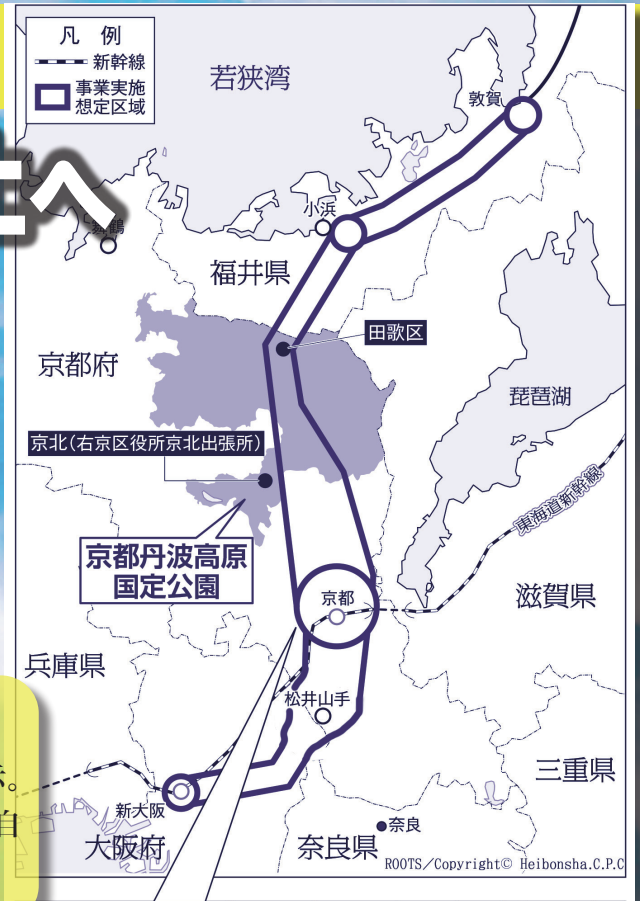 凡 例
新幹線
事業実施
想定区域
若狭湾
敦賀
へ
小浜
舞鶴
福井県
田歌区
京都府
琵琶湖
京北(右京区役所京北出張所)
東海道新幹線
京都丹波高原
国定公園
京都
滋賀県
兵庫県
松井山手
三重県
新大阪
自
奈良
大阪府
奈良県
ROOTS/Copyright© Heibonsha.C.P.C